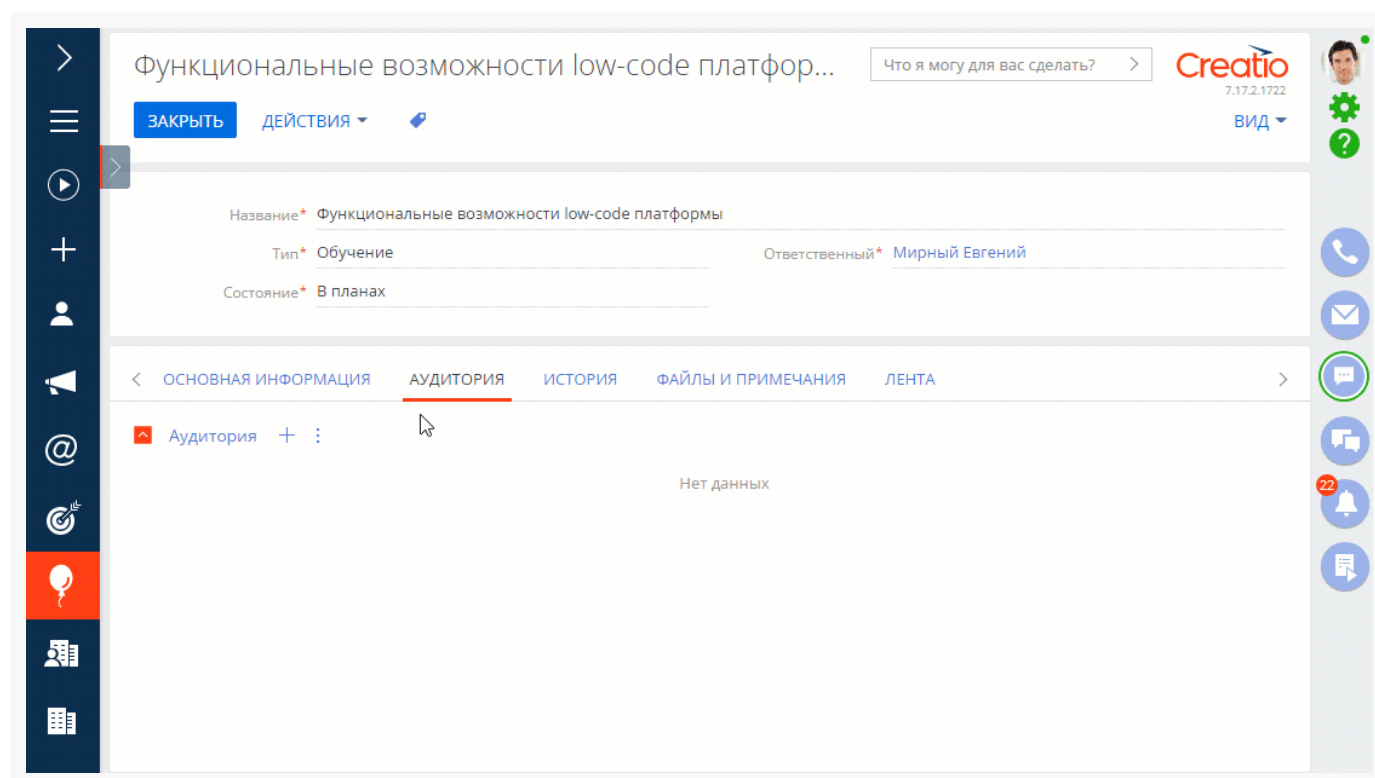 Функциональные возможности low-code платфор...
Что я могу для вас сделать?
Creatio
7.17.2.1722
ЗАКРЫТЬ ДЕЙСТВИЯ
ВИД
Название* Функциональные возможности low-code платформы
Тип* Обучение
Ответственный* Мирный Евгений
Состояние* В планах
ОСНОВНАЯ ИНФОРМАЦИЯ АУДИТОРИЯ ИСТОРИЯ ФАЙЛЫ И ПРИМЕЧАНИЯ ЛЕНТА
Аудитория
Нет данных
22